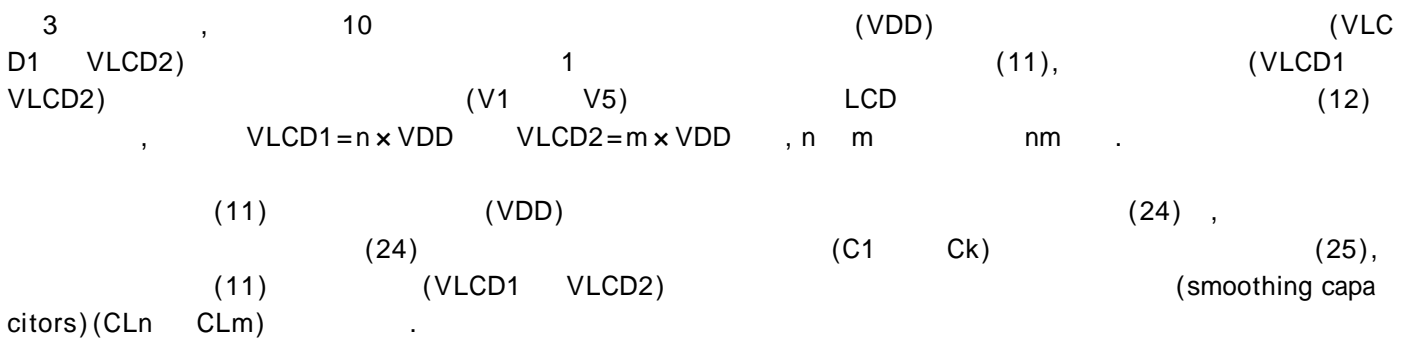 3 , 10 (VDD) (VLC
D1 VLCD2) 1 (11), (VLCD1
VLCD2) (V1 V5) LCD (12)
, VLCD1=n×VDD VLCD2=m×VDD , n m nm .
(11) (VDD) (24) ,
(24) (C1 Ck) (25),
(11) (VLCD1 VLCD2) (smoothing capa
citors)(CLn CLm) .